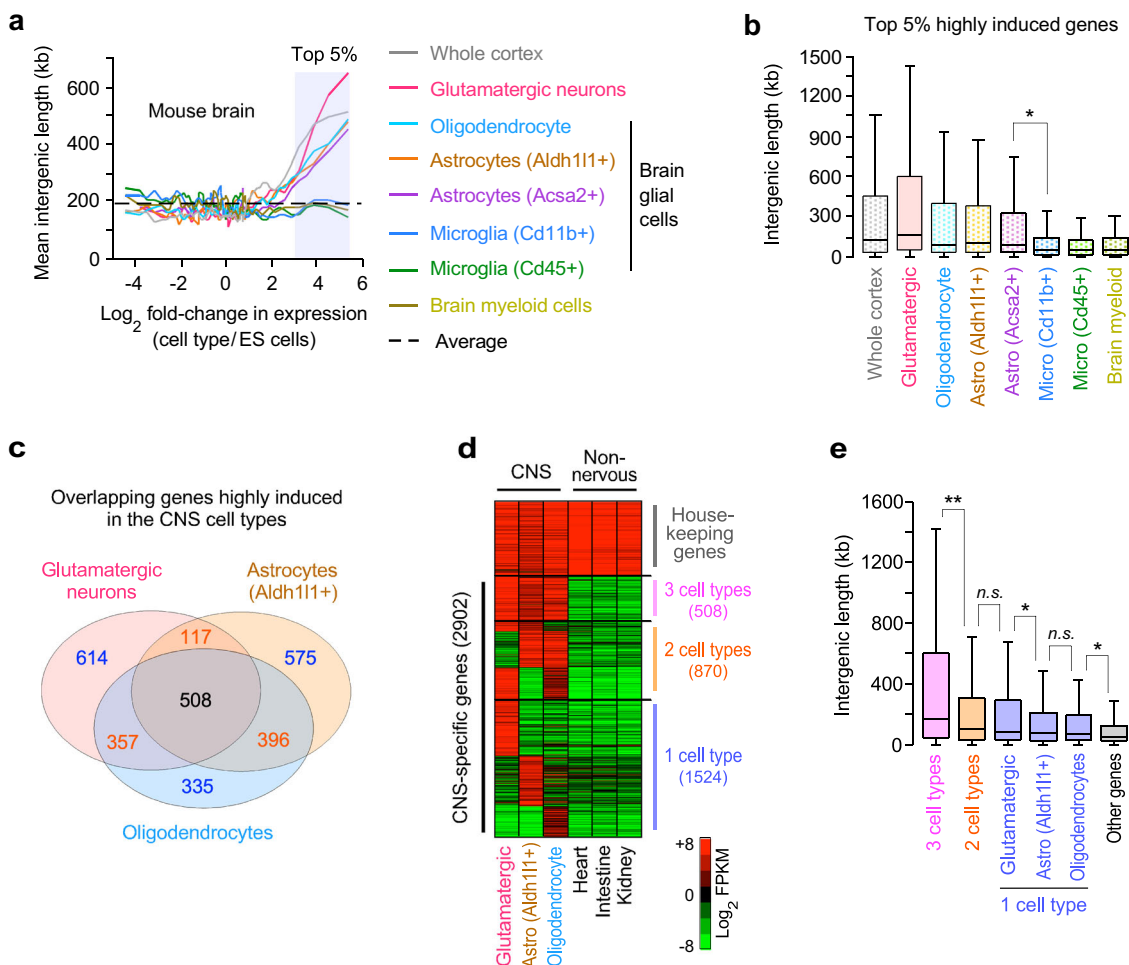 a
Mean intergenic length (kb)
600
400
200
0
Mouse brain
Top 5%
-4
2
0
2
4
6
Log2 fold-change in expression
(cell type/ES cells)
Whole cortex
Glutamatergic neurons
Oligodendrocyte
Astrocytes (Aldh1l1+)
Astrocytes (Acsa2+)
Microglia (Cd11b+)
Microglia (Cd45+)
Brain myeloid cells
Average
Brain
glial
cells
b
Top 5% highly induced genes
Intergenic length (kb)
1500
1200
900
600
300
0
*
Whole cortex
Glutamatergic
Oligodendrocyte
Astro (Aldh1l1+)
Astro (Acsa2+)
Micro (Cd11b+)
Micro (Cd45+)
Brain myeloid
c
Overlapping genes highly induced
in the CNS cell types
Glutamatergic
neurons
Astrocytes
(Aldh1l1+)
614
117
575
508
357
396
335
Oligodendrocytes
d
CNS
Non-
nervous
CNS-specific genes (2902)
House-
keeping
genes
3 cell types
(508)
2 cell types
(870)
1 cell type
(1524)
Glutamatergic
Astro (Aldh1l1+)
Oligodendrocyte
Heart
Intestine
Kidney
+8
0
-8
Log2 FPKM
e
Intergenic length (kb)
1600
1200
800
400
0
**
n.s.
*
n.s.
*
3 cell types
2 cell types
Glutamatergic
Astro (Aldh1l1+)
Oligodendrocytes
Other genes
1 cell type